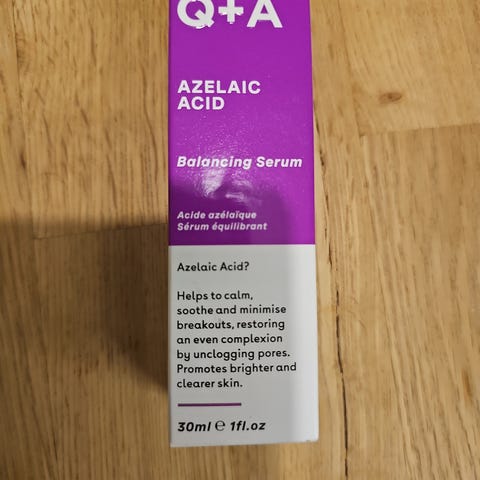 Q+A
AZELAIC
ACID
Balancing Serum
Acide azélaïque
Sérum équilibrant
Azelaic Acid?
Helps to calm,
soothe and minimise
breakouts, restoring
an even complexion
by unclogging pores.
Promotes brighter and
clearer skin.
30ml ℮ 1fl.oz